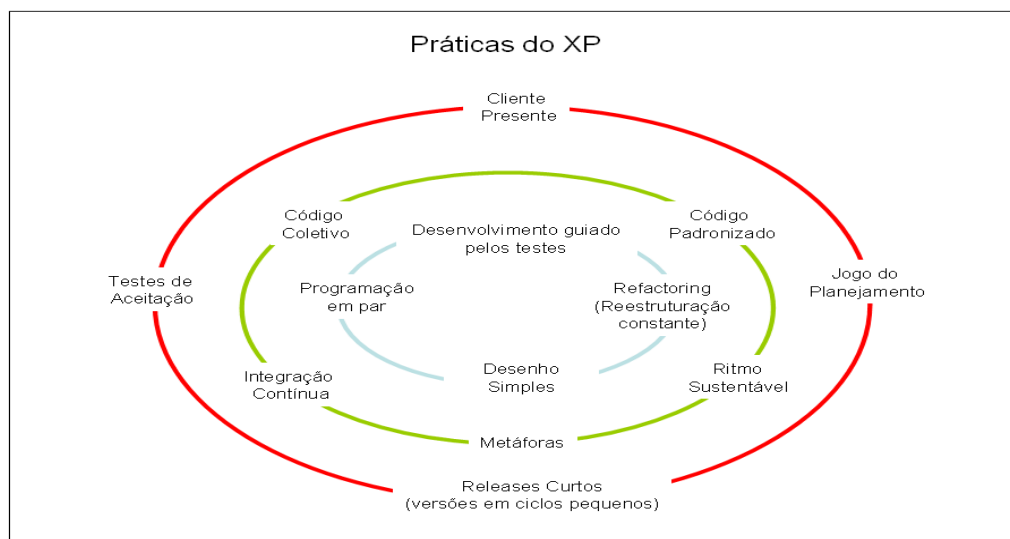 Práticas do XP
Cliente
Presente
Código
Coletivo
Desenvolvimento guiado
pelos testes
Código
Padronizado
Testes de
Aceitação
Programação
em par
Refactoring
(Reestruturação
constante)
Jogo do
Planejamento
Integração
Contínua
Desenho
Simples
Ritmo
Sustentável
Metáforas
Releases Curtos
(versões em ciclos pequenos)